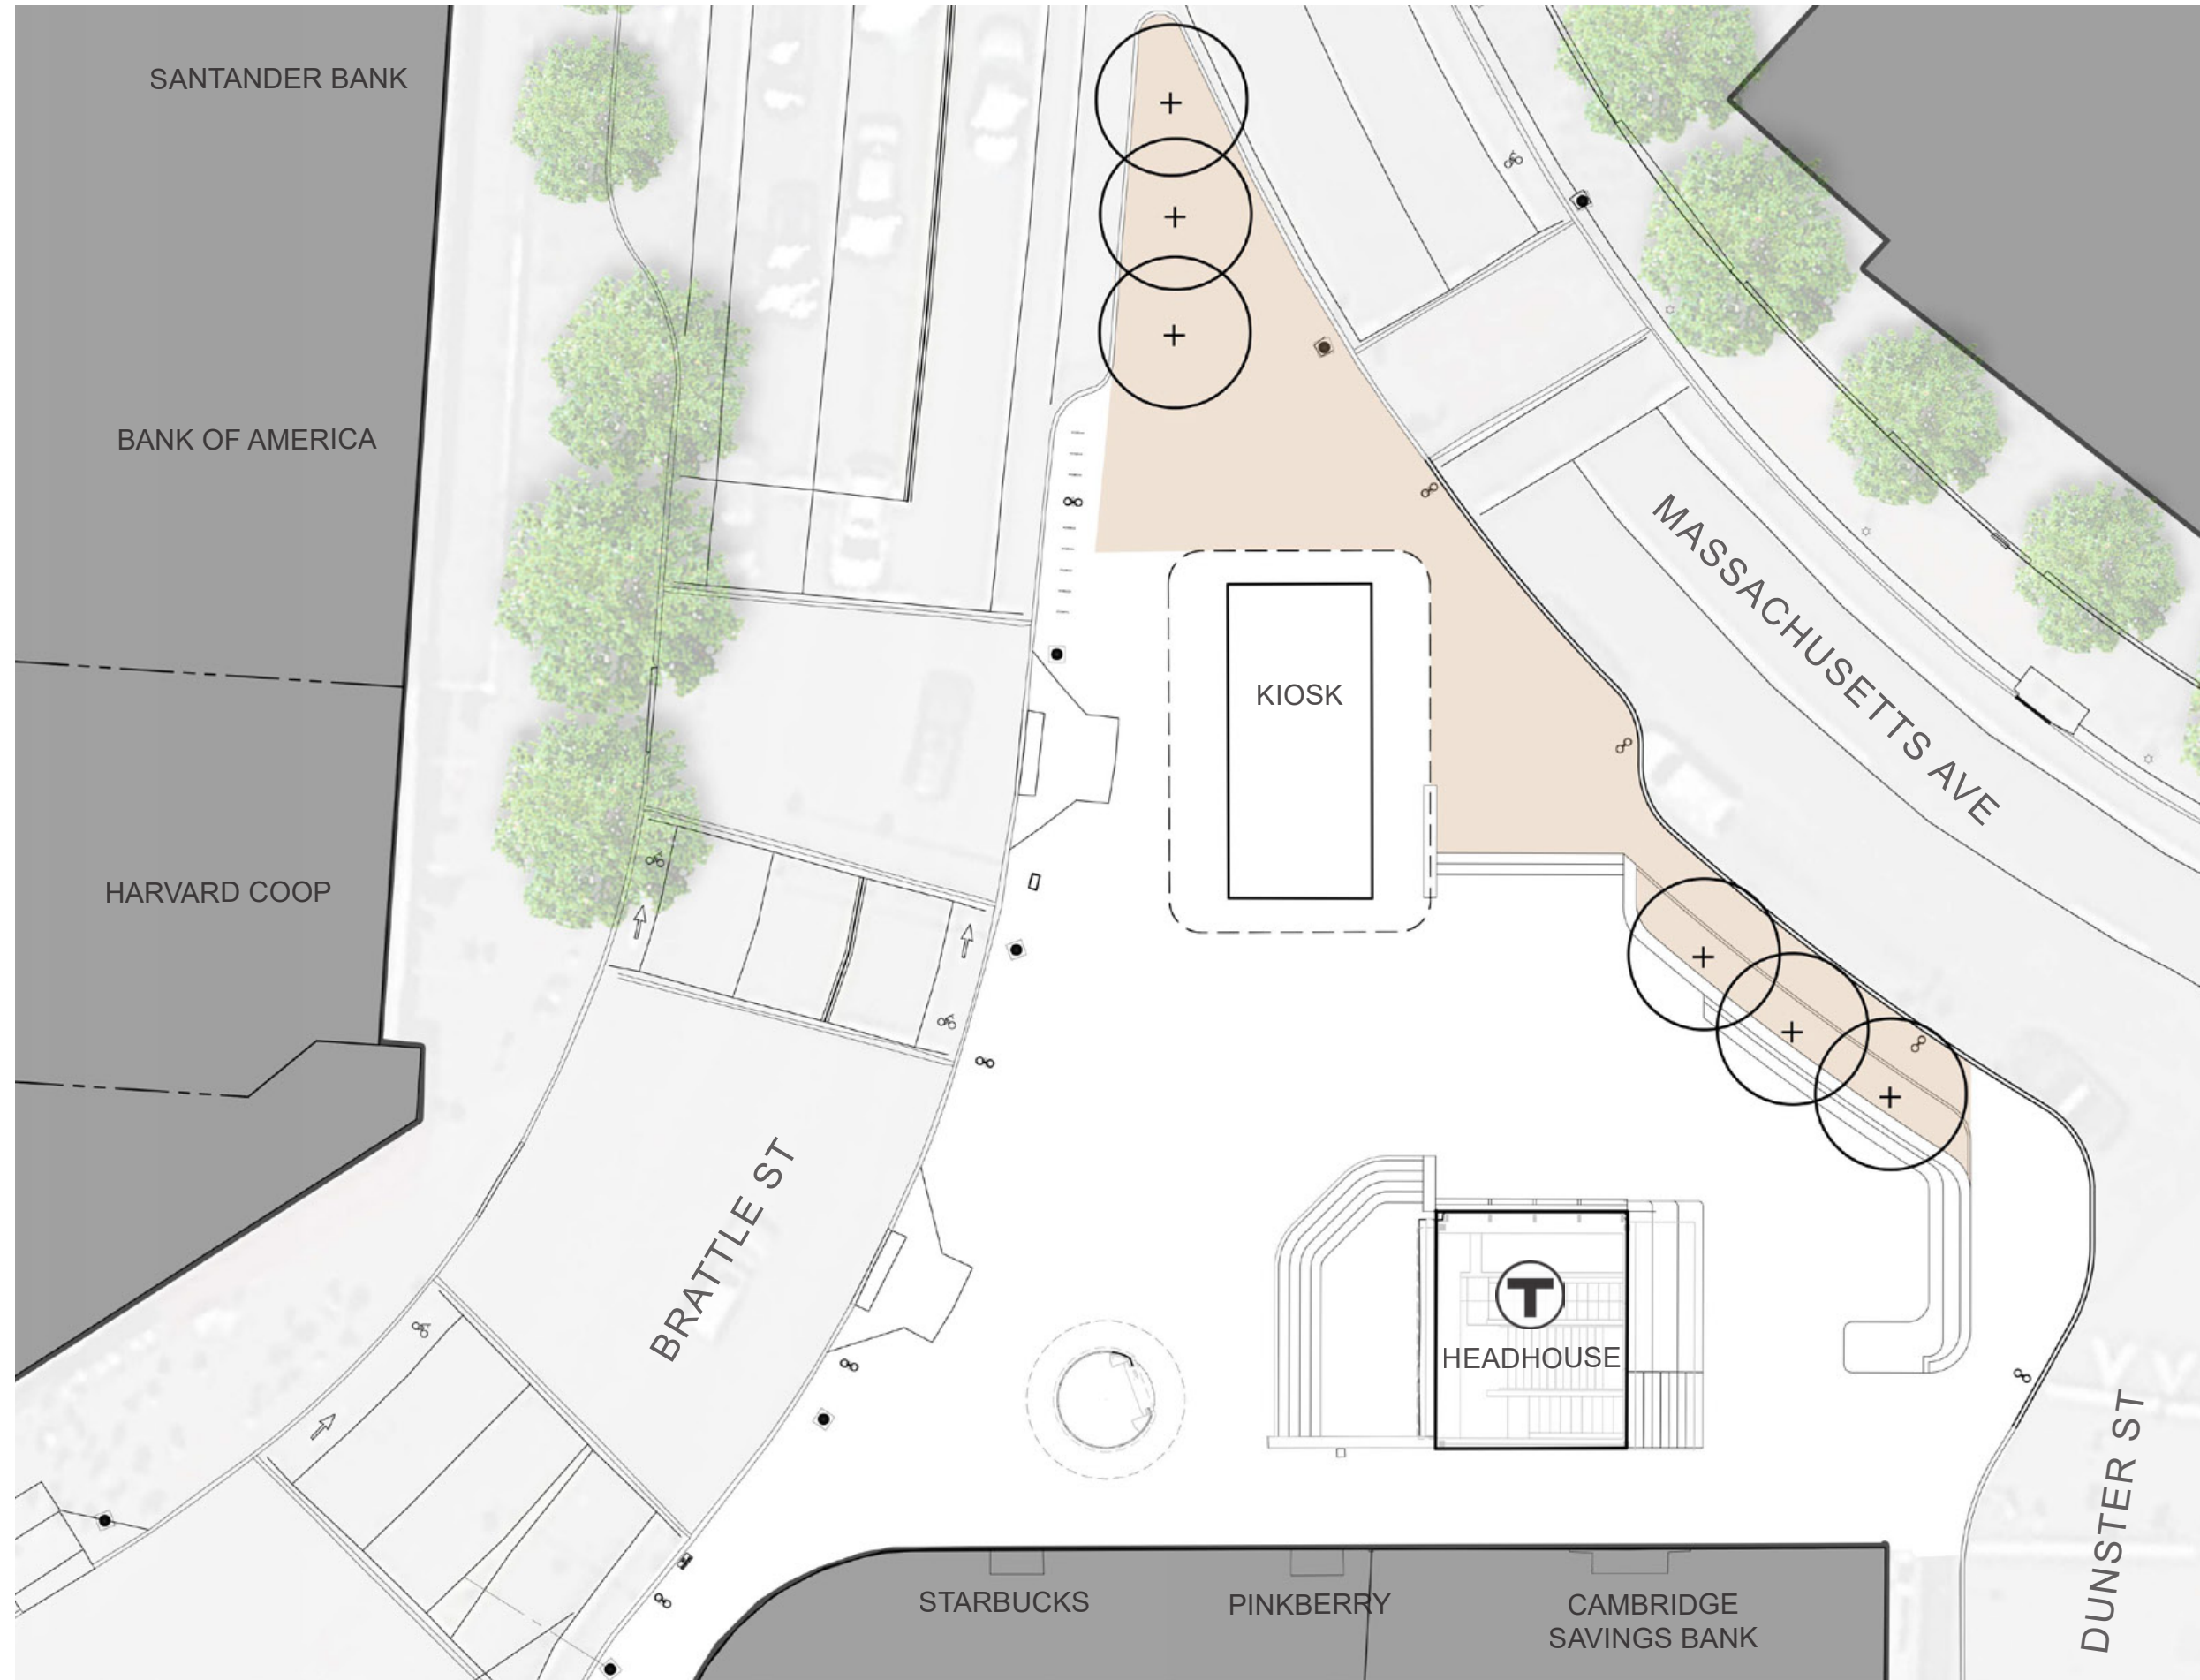 SANTANDER BANK
BANK OF AMERICA
MASSACHUSETTS AVE
KIOSK
HARVARD COOP
BRATTLE ST
T
HEADHOUSE
DUNSTER ST
STARBUCKS
PINKBERRY
CAMBRIDGE
SAVINGS BANK